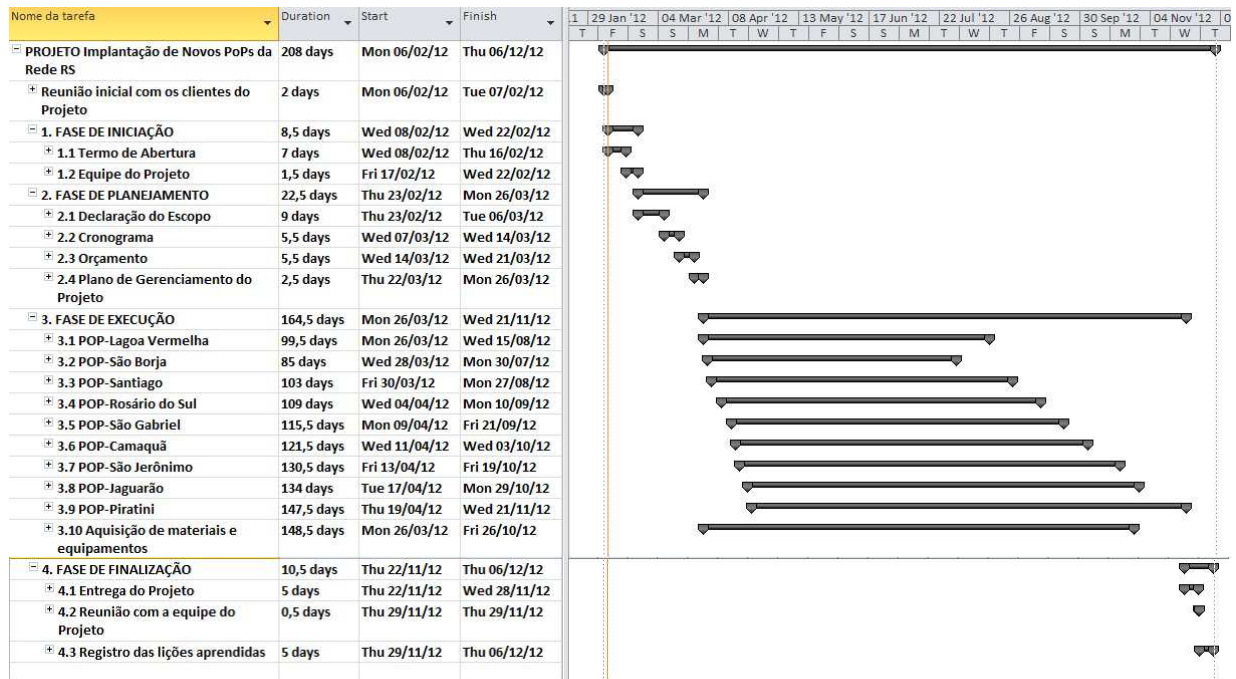 Nome da tarefa Duration Start Finish
1 29 Jan '12 04 Mar '12 08 Apr '12 13 May '12 17 Jun '12 22 Jul '12 26 Aug '12 30 Sep '12 04 Nov '12 0
T F S S M T W T F S S M T W T F S S M T W T
PROJETO Implantação de Novos PoPs da 208 days Mon 06/02/12 Thu 06/12/12
Rede RS
Reunião inicial com os clientes do 2 days Mon 06/02/12 Tue 07/02/12
Projeto
1. FASE DE INICIAÇÃO 8,5 days Wed 08/02/12 Wed 22/02/12
1.1 Termo de Abertura 7 days Wed 08/02/12 Thu 16/02/12
1.2 Equipe do Projeto 1,5 days Fri 17/02/12 Wed 22/02/12
2. FASE DE PLANEJAMENTO 22,5 days Thu 23/02/12 Mon 26/03/12
2.1 Declaração do Escopo 9 days Thu 23/02/12 Tue 06/03/12
2.2 Cronograma 5,5 days Wed 07/03/12 Wed 14/03/12
2.3 Orçamento 5,5 days Wed 14/03/12 Wed 21/03/12
2.4 Plano de Gerenciamento do 2,5 days Thu 22/03/12 Mon 26/03/12
Projeto
3. FASE DE EXECUÇÃO 164,5 days Mon 26/03/12 Wed 21/11/12
3.1 POP-Lagoa Vermelha 99,5 days Mon 26/03/12 Wed 15/08/12
3.2 POP-São Borja 85 days Wed 28/03/12 Mon 30/07/12
3.3 POP-Santiago 103 days Fri 30/03/12 Mon 27/08/12
3.4 POP-Rosário do Sul 109 days Wed 04/04/12 Mon 10/09/12
3.5 POP-São Gabriel 115,5 days Mon 09/04/12 Fri 21/09/12
3.6 POP-Camaquã 121,5 days Wed 11/04/12 Wed 03/10/12
3.7 POP-São Jerônimo 130,5 days Fri 13/04/12 Fri 19/10/12
3.8 POP-Jaguarão 134 days Tue 17/04/12 Mon 29/10/12
3.9 POP-Piratini 147,5 days Thu 19/04/12 Wed 21/11/12
3.10 Aquisição de materiais e 148,5 days Mon 26/03/12 Fri 26/10/12
equipamentos
4. FASE DE FINALIZAÇÃO 10,5 days Thu 22/11/12 Thu 06/12/12
4.1 Entrega do Projeto 5 days Thu 22/11/12 Wed 28/11/12
4.2 Reunião com a equipe do 0,5 days Thu 29/11/12 Thu 29/11/12
Projeto
4.3 Registro das lições aprendidas 5 days Thu 29/11/12 Thu 06/12/12